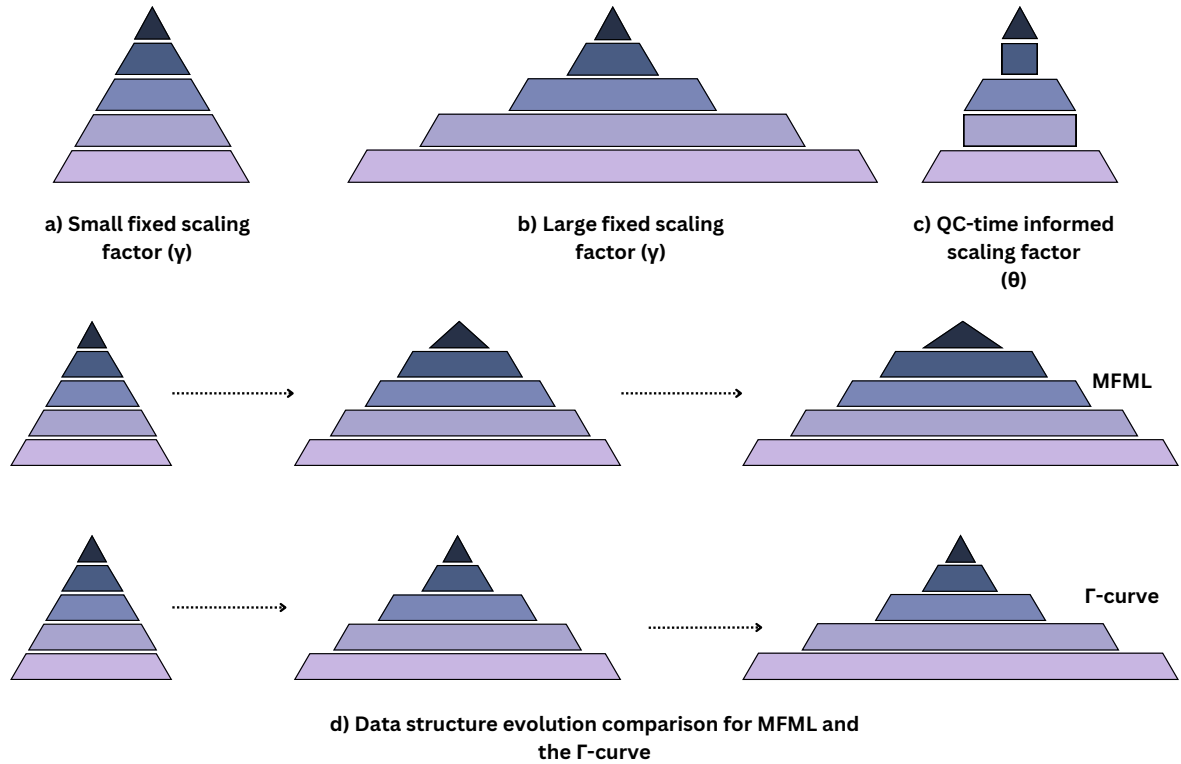 a) Small fixed scaling
factor (γ)
b) Large fixed scaling
factor (γ)
c) QC-time informed
scaling factor
(θ)
MFML
Γ-curve
d) Data structure evolution comparison for MFML and
the Γ-curve